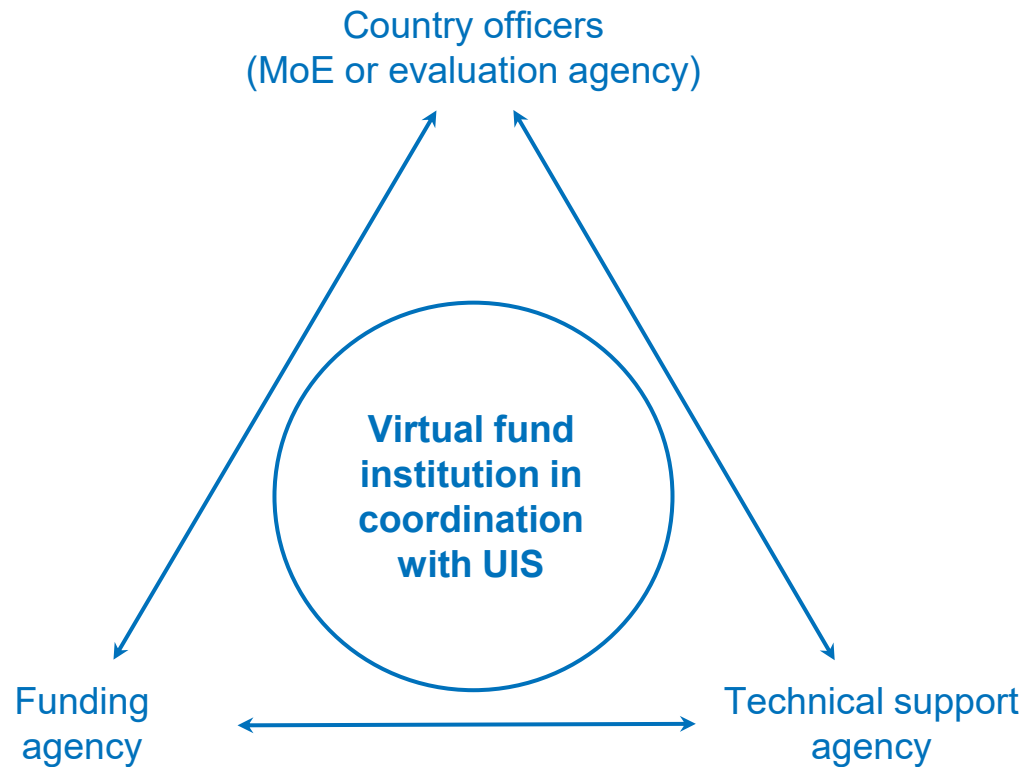 Country officers
(MoE or evaluation agency)
Virtual fund
institution in
coordination
with UIS
Funding
agency
Technical support
agency